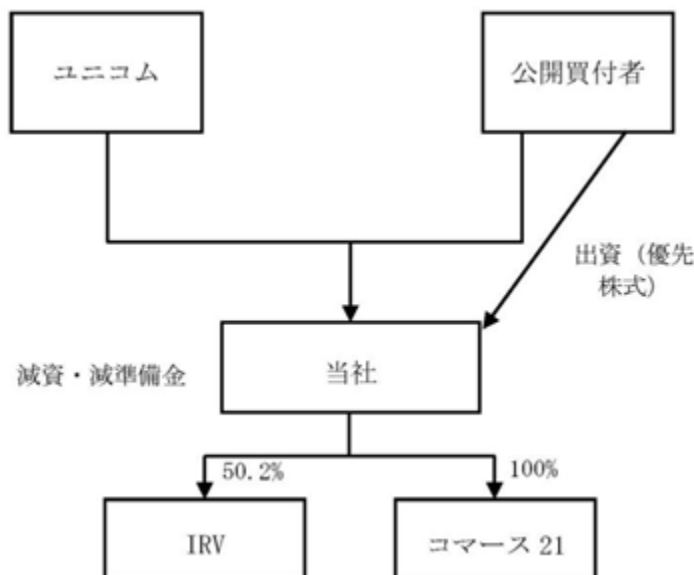 ユニコム
公開買付者
出資（優先
株式）
減資・減準備金
当社
50.2%
100%
IRV
コマース 21